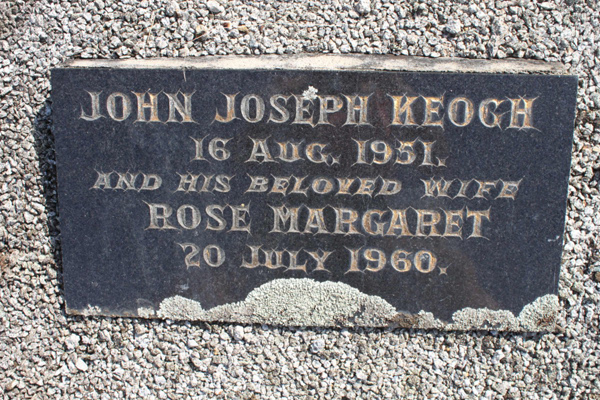 JOHN JOSEPH KEOGH
16 AUG. 1951.
AND HIS BELOVED WIFE
ROSE MARGARET
20 JULY 1960.